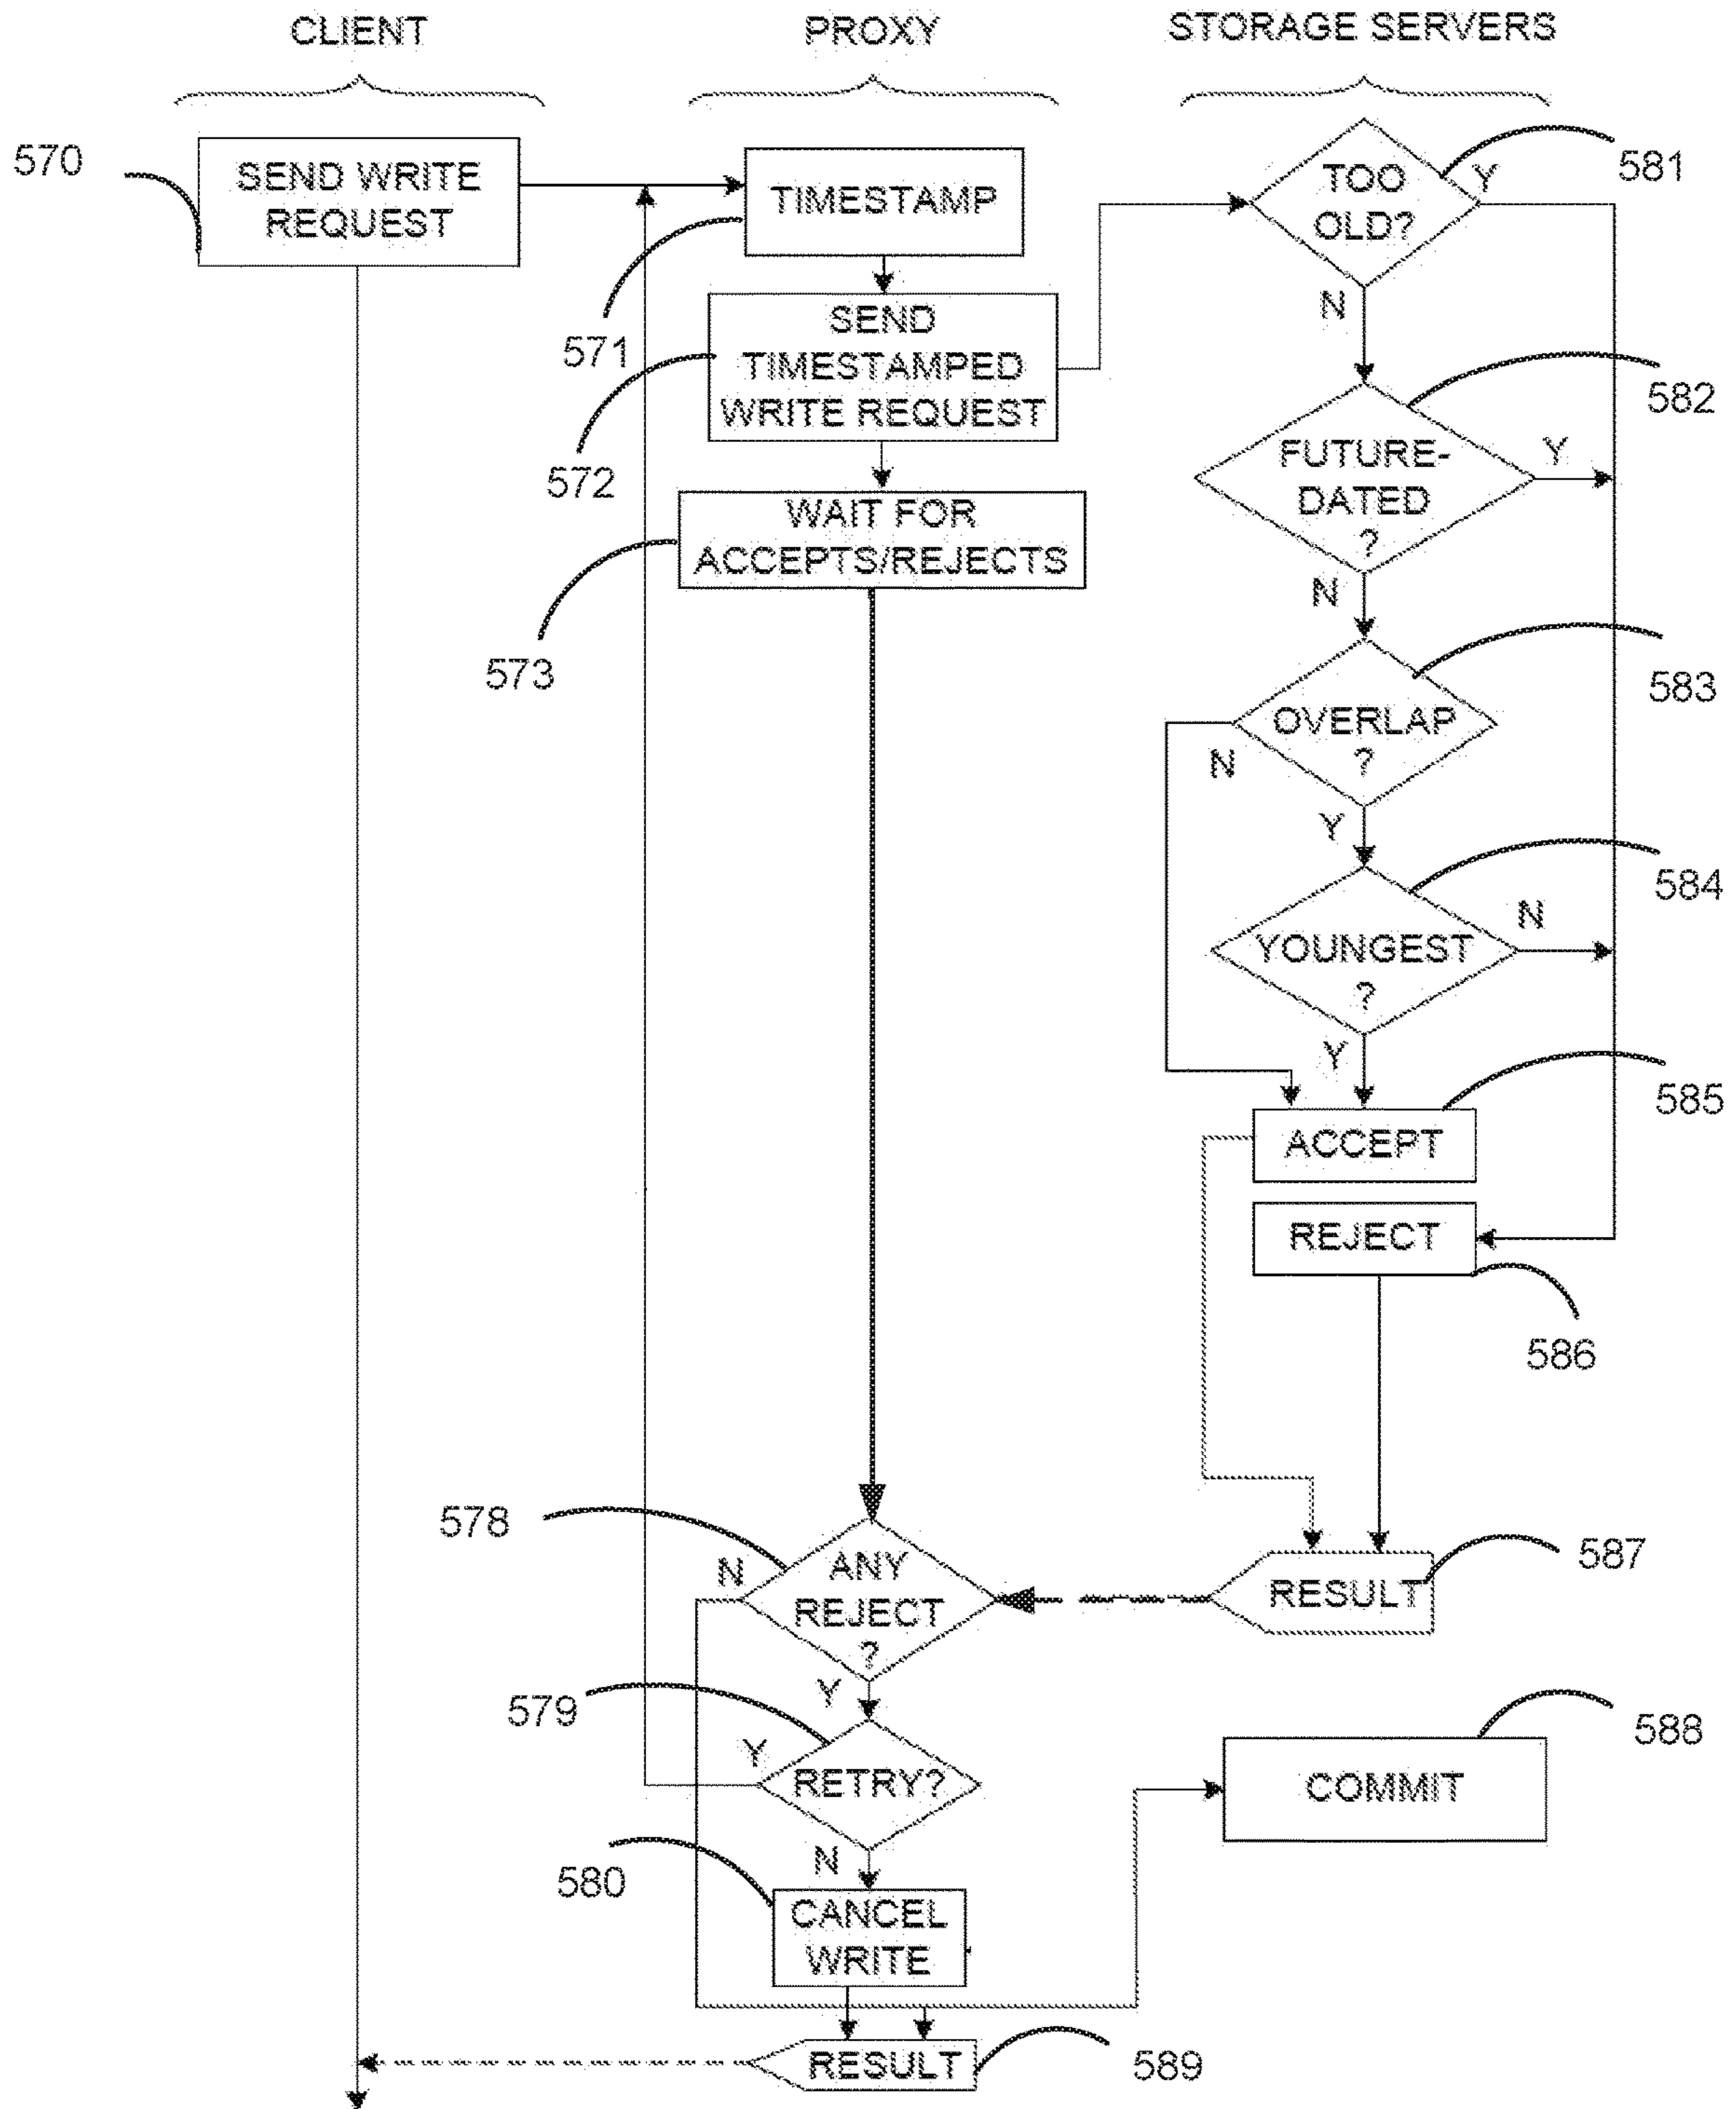 CLIENT
PROXY
STORAGE SERVERS
570
SEND WRITE
REQUEST
TIMESTAMP
571
SEND
TIMESTAMPED
WRITE REQUEST
572
WAIT FOR
ACCEPTS/REJECTS
573
TOO
OLD?
Y
581
N
FUTURE-
DATED
?
Y
582
N
OVERLAP
?
N
583
Y
YOUNGEST
?
N
584
Y
ACCEPT
585
REJECT
586
578
N
ANY
REJECT
?
RESULT
587
Y
579
Y
RETRY?
588
COMMIT
N
580
CANCEL
WRITE
RESULT
589